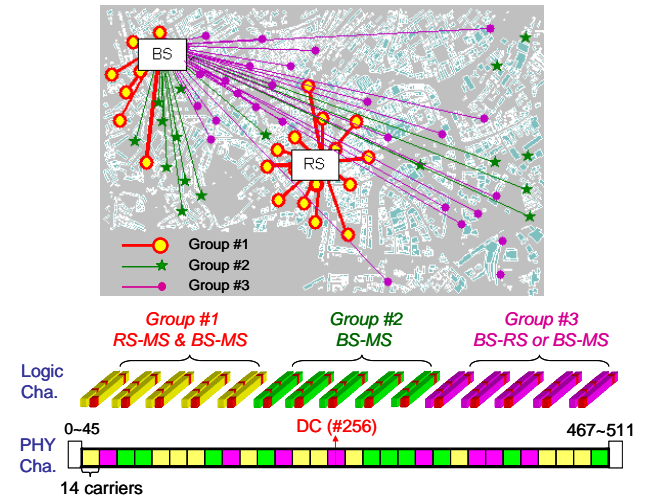 BS
RS
Group #1
Group #2
Group #3
Group #1
RS-MS & BS-MS
Group #2
BS-MS
Group #3
BS-RS or BS-MS
Logic
Cha.
0~45
DC (#256)
467~511
PHY
Cha.
14 carriers